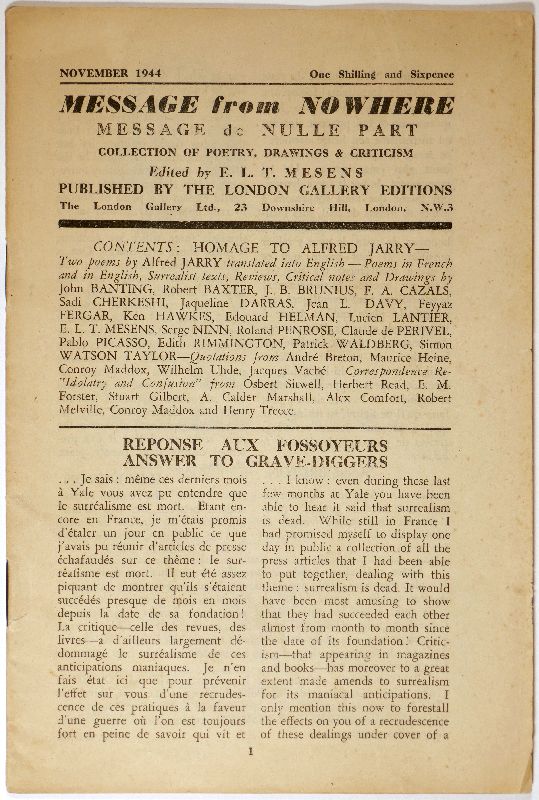 NOVEMBER 1944 One Shilling and Sixpence
MESSAGE from NOWHERE
MESSAGE de NULLE PART
COLLECTION OF POETRY, DRAWINGS & CRITICISM
Edited by E. L. T. MESENS
PUBLISHED BY THE LONDON GALLERY EDITIONS
The London Gallery Ltd., 23 Downshire Hill, London, N.W.3
CONTENTS: HOMAGE TO ALFRED JARRY—
Two poems by Alfred JARRY translated into English — Poems in French
and in English, Surrealist texts, Reviews, Critical notes and Drawings by
John BANTING, Robert BAXTER, J. B. BRUNIUS, F. A. CAZALS,
Sadi CHERKESHI, Jaqueline DARRAS, Jean L. DAVY, Feyyaz
FERGAR, Ken HAWKES, Edouard HELMAN, Lucien LANTIER,
E. L. T. MESENS, Serge NINN, Roland PENROSE, Claude de PERIVEL,
Pablo PICASSO, Edith RIMMINGTON, Patrick WALDBERG, Simon
WATSON TAYLOR—Quotations from André Breton, Maurice Heine,
Conroy Maddox, Wilhelm Uhde, Jacques Vaché — Correspondence Re-
"Idolatry and Confusion" from Osbert Sitwell, Herbert Read, E. M.
Forster, Stuart Gilbert, A. Calder Marshall, Alex Comfort, Robert
Melville, Conroy Maddox and Henry Treece.
REPONSE AUX FOSSOYEURS
ANSWER TO GRAVE-DIGGERS
. . . Je sais : même ces derniers mois
à Yale vous avez pu entendre que
le surréalisme est mort. Etant en-
core en France, je m'étais promis
d'étaler un jour en public ce que
j'avais pu réunir d'articles de presse
échafaudés sur ce thème : le sur-
réalisme est mort. Il eut été assez
piquant de montrer qu'ils s'étaient
succédés presque de mois en mois
depuis la date de sa fondation!
La critique—celle des revues, des
livres—a d'ailleurs largement dé-
dommagé le surréalisme de ces
anticipations maniaques. Je n'en
fais état ici que pour prévenir
l'effet sur vous d'une recrudes-
cence de ces pratiques à la faveur
d'une guerre où l'on est toujours
fort en peine de savoir qui vit et
. . . I know : even during these last
few months at Yale you have been
able to hear it said that surrealism
is dead. While still in France I
had promised myself to display one
day in public a collection of all the
press articles that I had been able
to put together, dealing with this
theme : surrealism is dead. It would
have been most amusing to show
that they had succeeded each other
almost from month to month since
the date of its foundation! Critic-
ism—that appearing in magazines
and books—has moreover to a great
extent made amends to surrealism
for its maniacal anticipations. I
only mention this now to forestall
the effects on you of a recrudescence
of these dealings under cover of a
1